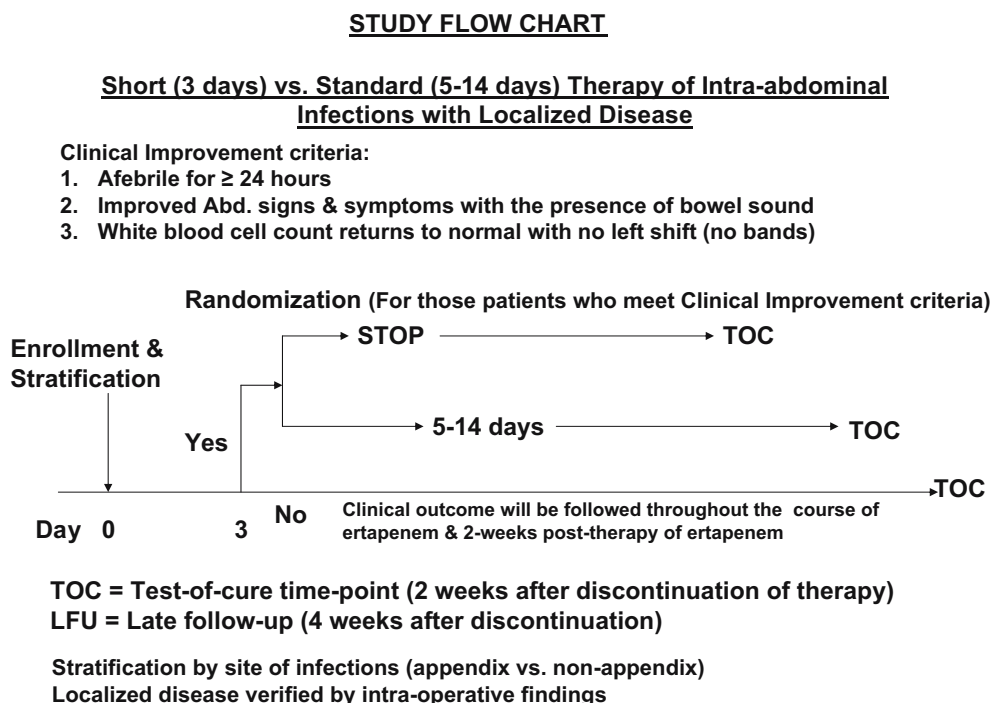 STUDY FLOW CHART
Short (3 days) vs. Standard (5-14 days) Therapy of Intra-abdominal
Infections with Localized Disease
Clinical Improvement criteria:
1. Afebrile for ≥ 24 hours
2. Improved Abd. signs & symptoms with the presence of bowel sound
3. White blood cell count returns to normal with no left shift (no bands)
Randomization (For those patients who meet Clinical Improvement criteria)
STOP TOC
Enrollment &
Stratification
5-14 days TOC
Yes
TOC
Day 0 3 No
Clinical outcome will be followed throughout the course of
ertapenem & 2-weeks post-therapy of ertapenem
TOC = Test-of-cure time-point (2 weeks after discontinuation of therapy)
LFU = Late follow-up (4 weeks after discontinuation)
Stratification by site of infections (appendix vs. non-appendix)
Localized disease verified by intra-operative findings